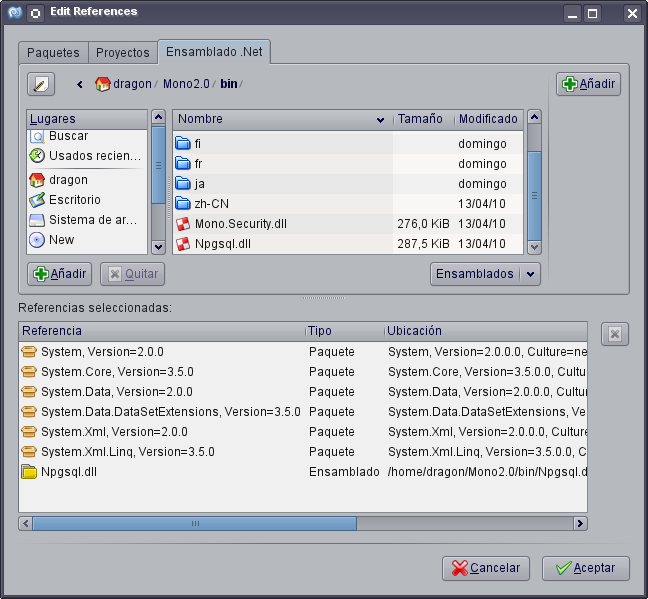 Edit References
Paquetes Proyectos Ensamblado .Net
dragon / Mono2.0 / bin / Añadir
Lugares
Buscar
Usados recien...
dragon
Escritorio
Sistema de ar...
New
Añadir Quitar
Nombre Tamaño Modificado
fi domingo
fr domingo
ja domingo
zh-CN 13/04/10
Mono.Security.dll 276,0 KiB 13/04/10
Npgsql.dll 287,5 KiB 13/04/10
Ensamblados
Referencias seleccionadas:
Referencia Tipo Ubicación
System, Version=2.0.0 Paquete System, Version=2.0.0.0, Culture=ne
System.Core, Version=3.5.0 Paquete System.Core, Version=3.5.0.0, Cultu
System.Data, Version=2.0.0 Paquete System.Data, Version=2.0.0.0, Cultur
System.Data.DataSetExtensions, Version=3.5.0 Paquete System.Data.DataSetExtensions, Ve
System.Xml, Version=2.0.0 Paquete System.Xml, Version=2.0.0.0, Culture
System.Xml.Linq, Version=3.5.0 Paquete System.Xml.Linq, Version=3.5.0.0, C
Npgsql.dll Ensamblado /home/dragon/Mono2.0/bin/Npgsql.d
Cancelar Aceptar